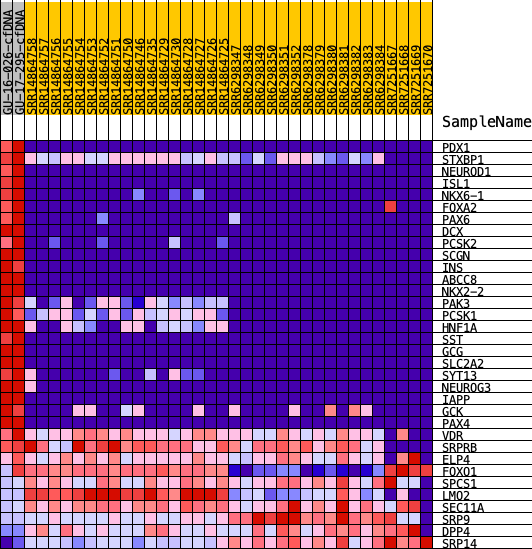 GU-16-026-cfDNA
GU-17-295-cfDNA
SRR14864758
SRR14864757
SRR14864756
SRR14864755
SRR14864754
SRR14864753
SRR14864752
SRR14864751
SRR14864750
SRR14864746
SRR14864735
SRR14864729
SRR14864730
SRR14864728
SRR14864727
SRR14864726
SRR14864725
SRR6298347
SRR6298348
SRR6298349
SRR6298350
SRR6298351
SRR6298352
SRR6298378
SRR6298379
SRR6298380
SRR6298381
SRR6298382
SRR6298383
SRR6298384
SRR7251667
SRR7251668
SRR7251669
SRR7251670
SampleName
PDX1
STXBP1
NEUROD1
ISL1
NKX6-1
FOXA2
PAX6
DCX
PCSK2
SCGN
INS
ABCC8
NKX2-2
PAK3
PCSK1
HNF1A
SST
GCG
SLC2A2
SYT13
NEUROG3
IAPP
GCK
PAX4
VDR
SRPRB
ELP4
FOXO1
SPCS1
LMO2
SEC11A
SRP9
DPP4
SRP14